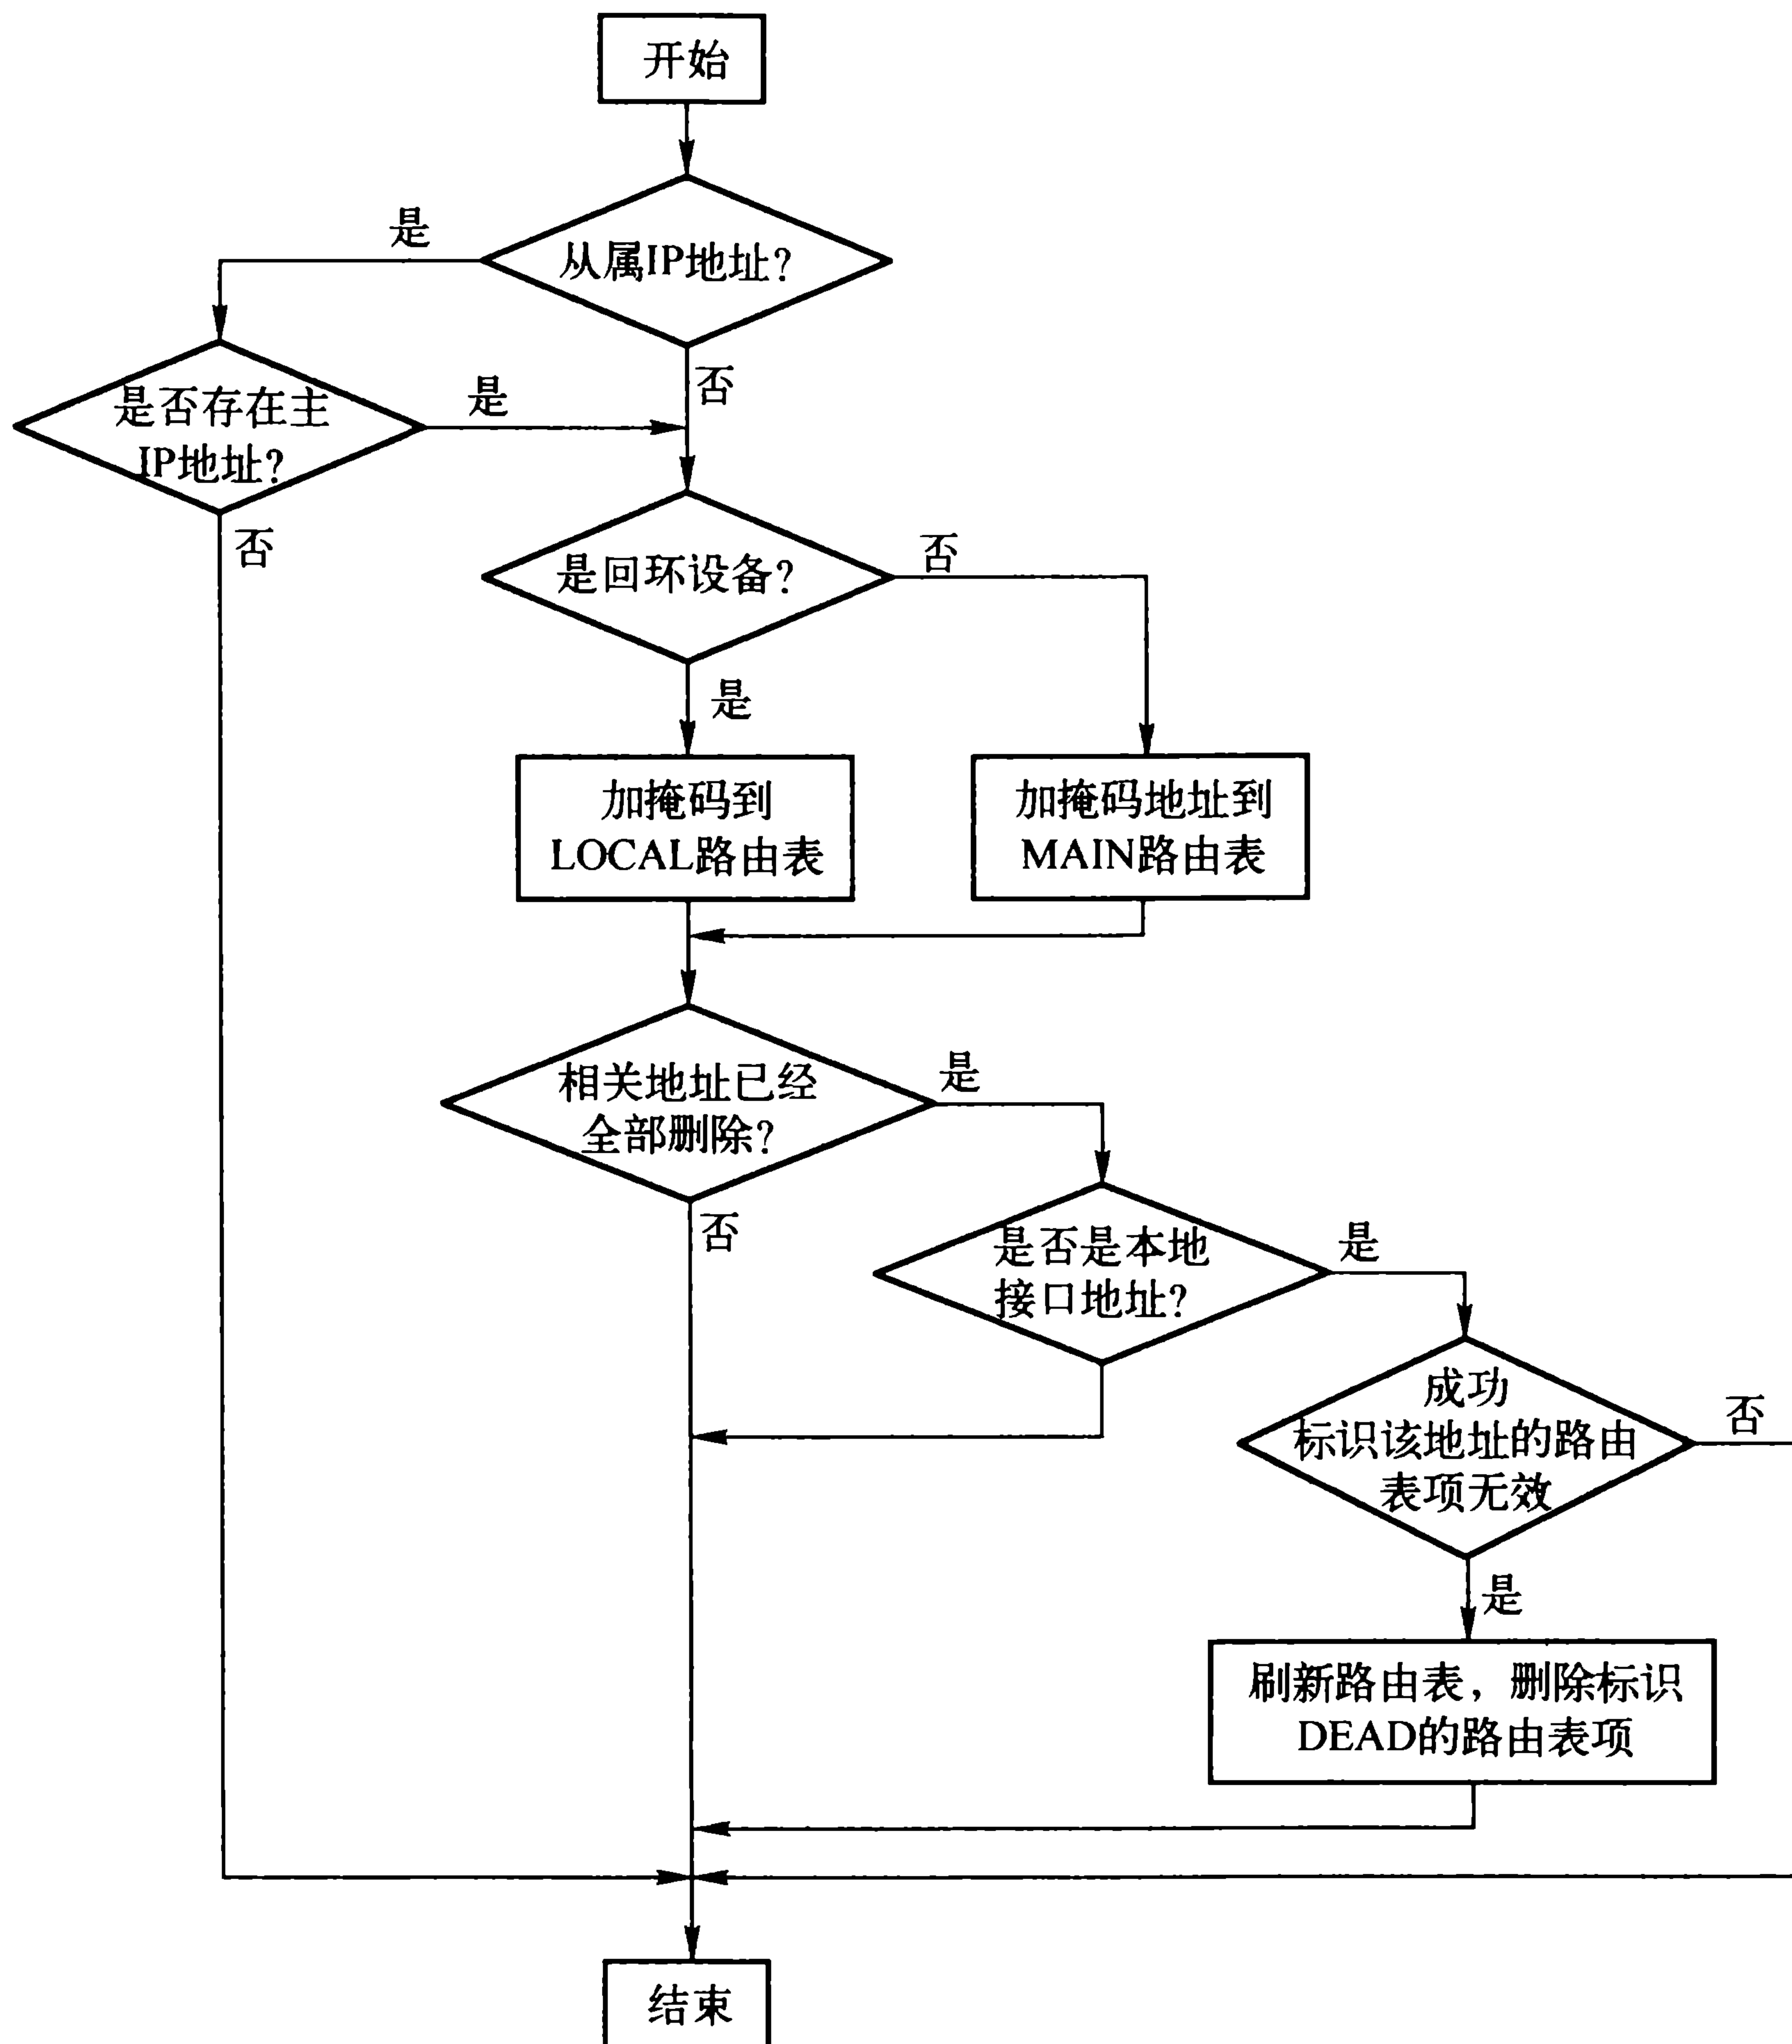 开始
是
从属IP地址?
否
是否存在主
IP地址?
是
否
是回环设备?
否
是
加掩码到
LOCAL路由表
加掩码地址到
MAIN路由表
相关地址已经
全部删除?
是
否
是否是本地
接口地址?
是
成功
标识该地址的路由
表项无效
否
是
刷新路由表，删除标识
DEAD的路由表项
结束